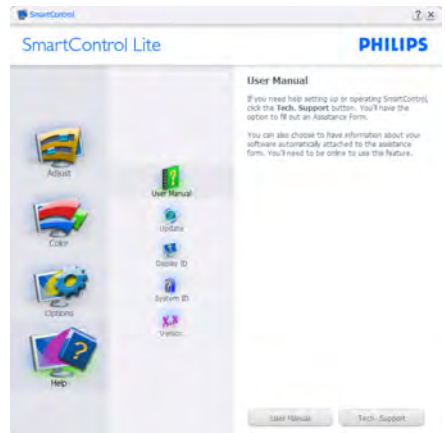 SmartControl
? x
SmartControl Lite
PHILIPS
User Manual
If you need help setting up or operating SmartControl,
click the Tech. Support button. You'll have the
option to fill out an Assistance Form.
You can also choose to have information about your
software automatically attached to the assistance
form. You'll need to be online to use this feature.
Adjust
Color
Options
Help
User Manual
Update
Display ID
System ID
Version
User Manual
Tech. Support